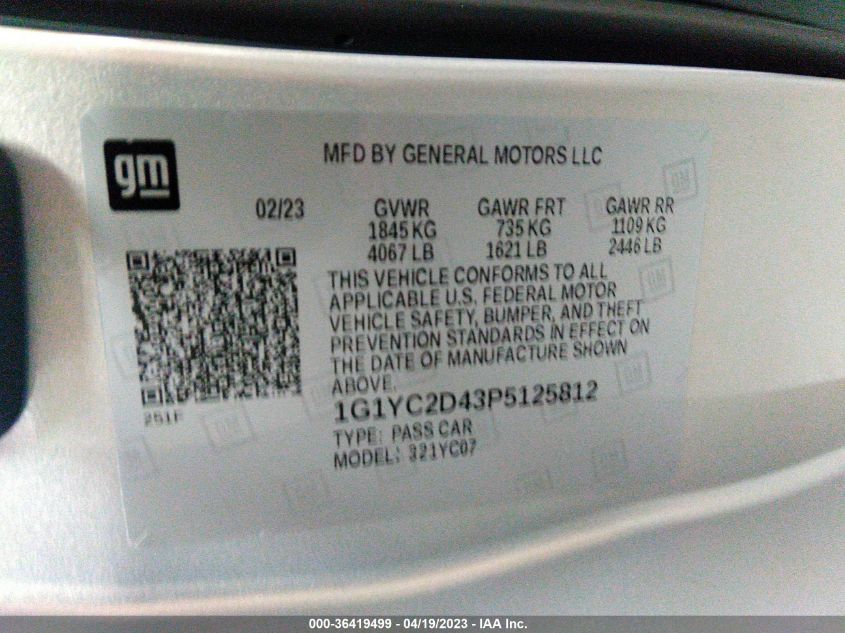 gm
MFD BY GENERAL MOTORS LLC
02/23 GVWR GAWR FRT GAWR RR
1845 KG 735 KG 1109 KG
4067 LB 1621 LB 2446 LB
THIS VEHICLE CONFORMS TO ALL
APPLICABLE U.S. FEDERAL MOTOR
VEHICLE SAFETY, BUMPER, AND THEFT
PREVENTION STANDARDS IN EFFECT ON
THE DATE OF MANUFACTURE SHOWN
ABOVE.
251F
1G1YC2D43P5125812
TYPE: PASS CAR
MODEL: 321YC07
000-36419499 - 04/19/2023 - IAA Inc.